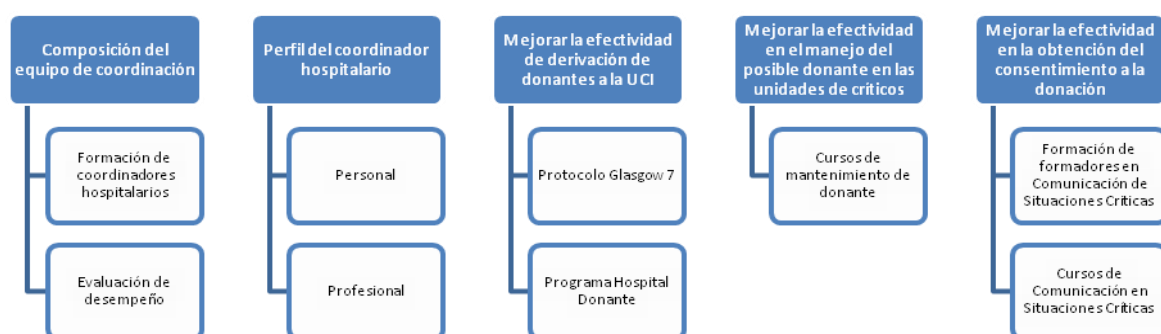 Composición del
equipo de coordinación
Formación de
coordinadores
hospitalarios
Evaluación de
desempeño
Perfil del coordinador
hospitalario
Personal
Profesional
Mejorar la efectividad
de derivación de
donantes a la UCI
Protocolo Glasgow 7
Programa Hospital
Donante
Mejorar la efectividad
en el manejo del
posible donante en las
unidades de críticos
Cursos de
mantenimiento de
donante
Mejorar la efectividad
en la obtención del
consentimiento a la
donación
Formación de
formadores en
Comunicación de
Situaciones Críticas
Cursos de
Comunicación en
Situaciones Críticas